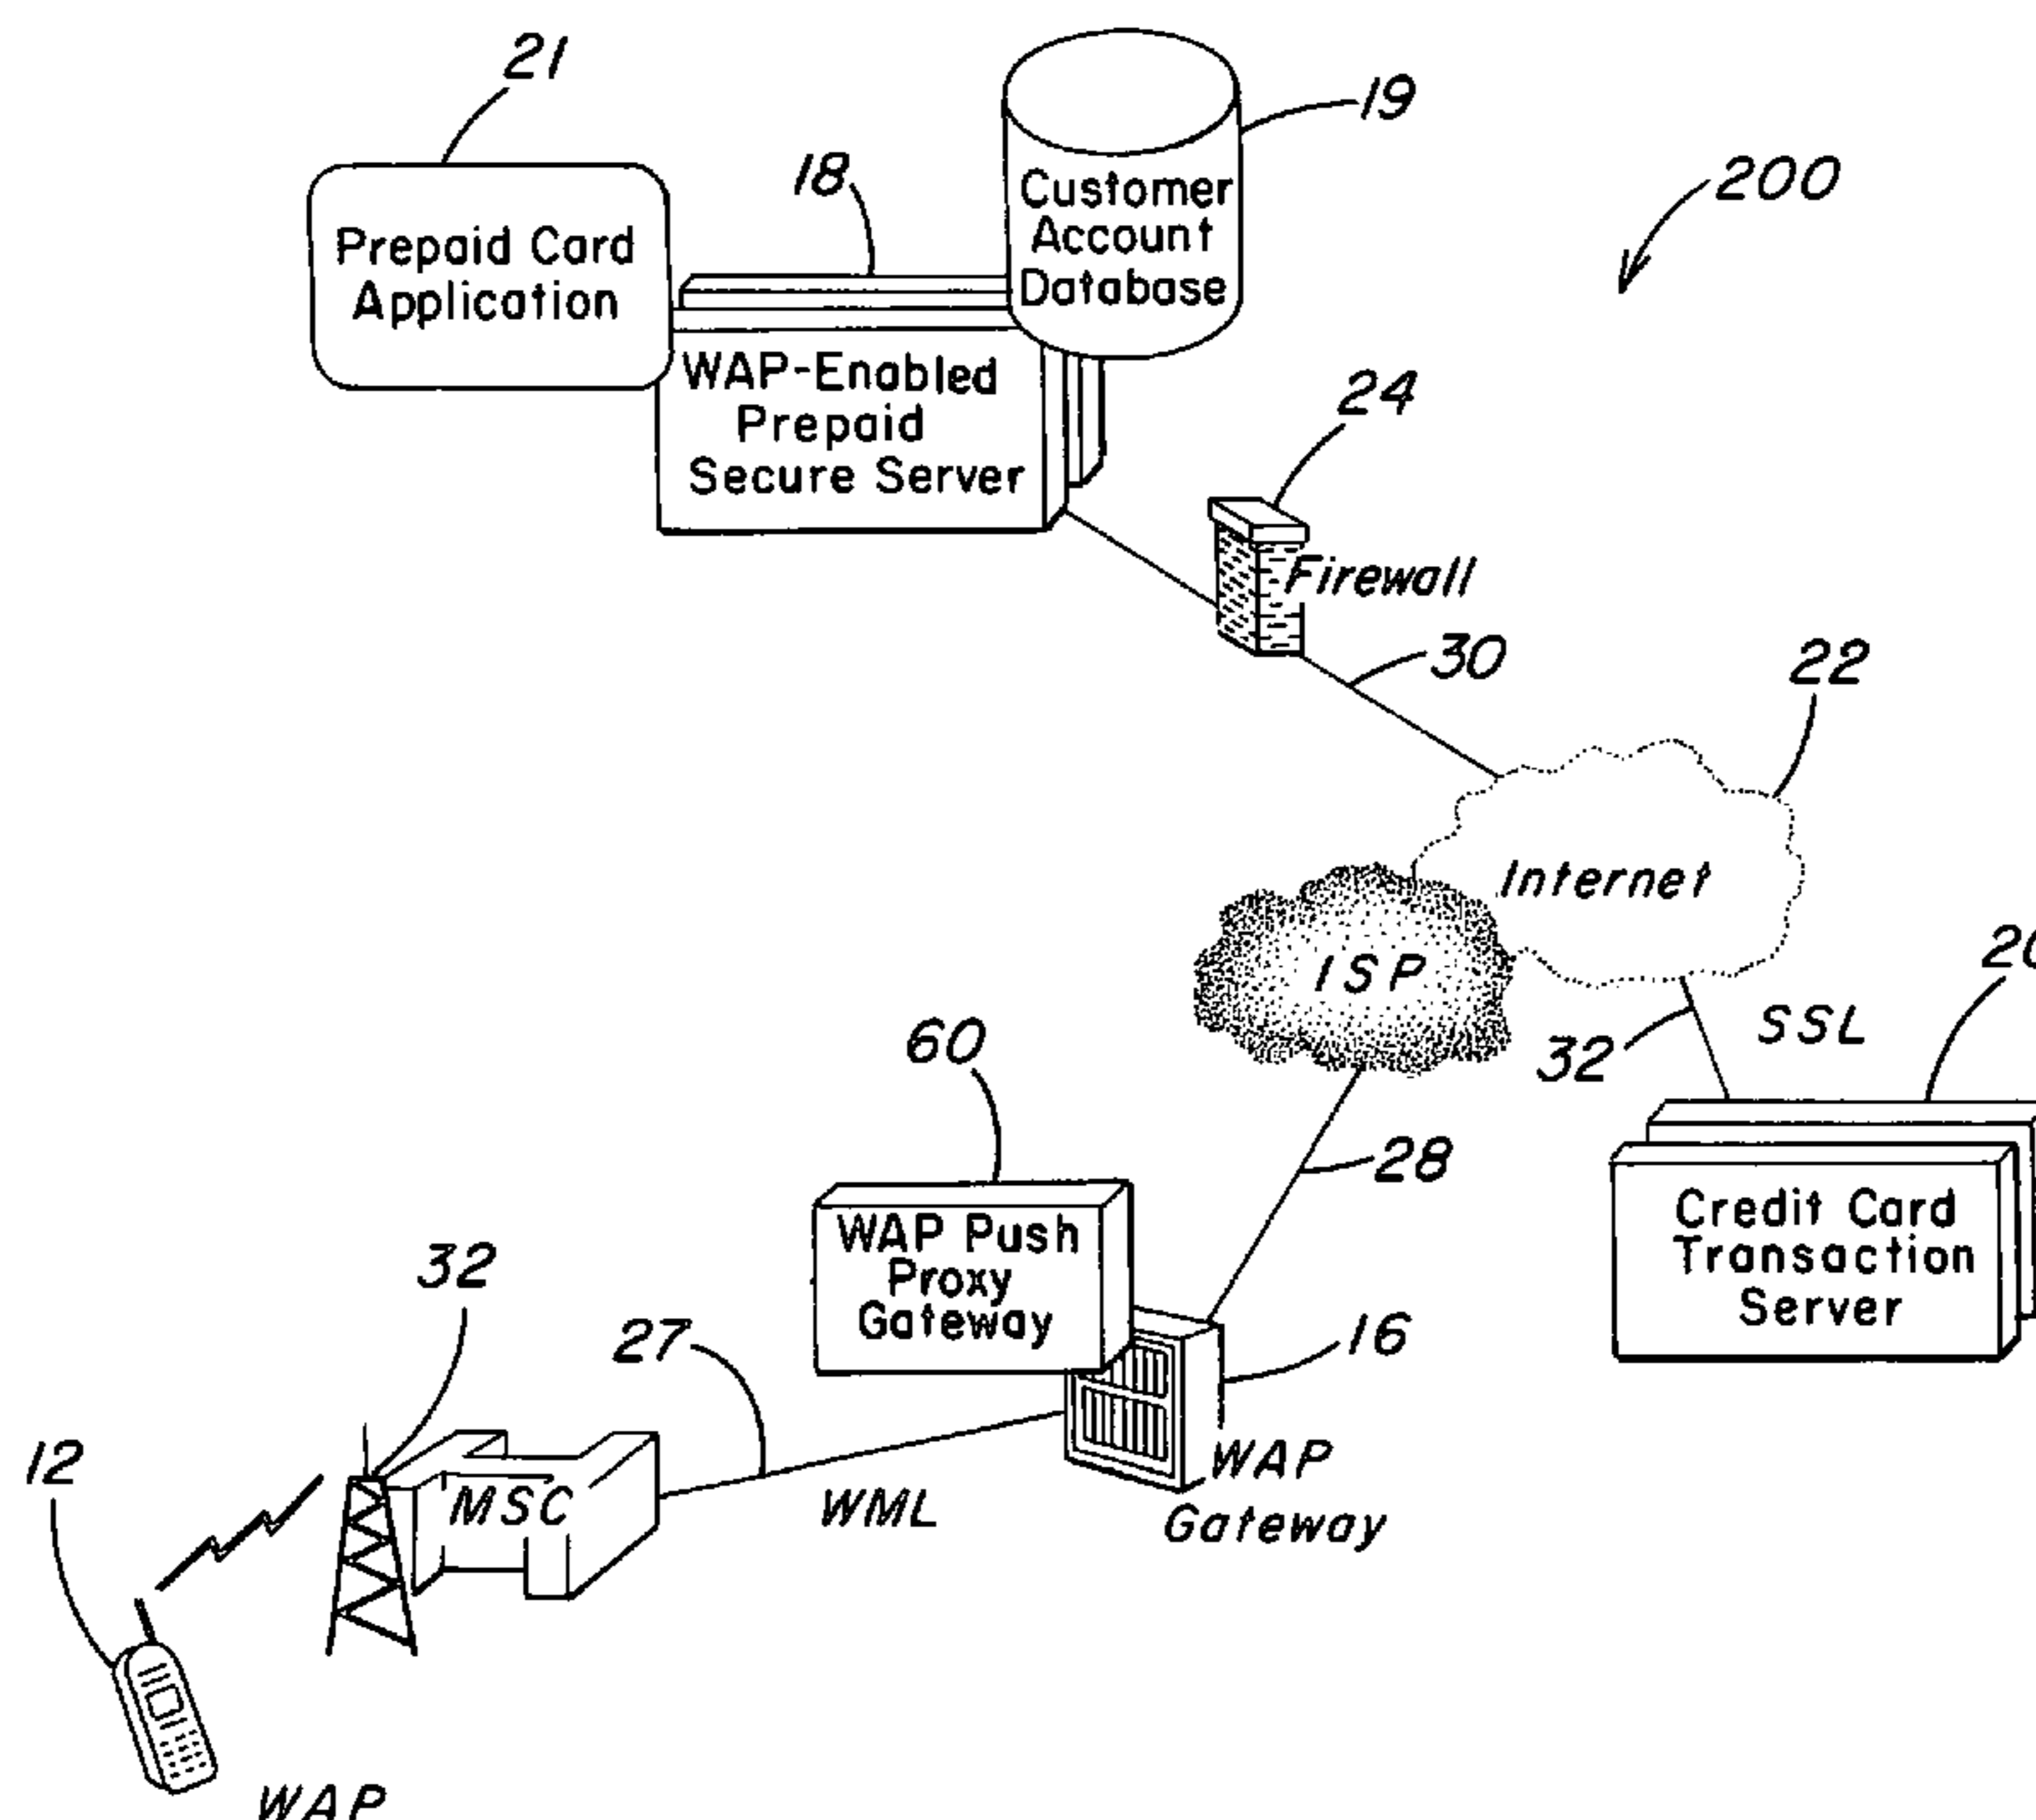 21
19
18
200
Customer
Account
Database
Prepaid Card
Application
WAP-Enabled
Prepaid
Secure Server
24
Firewall
30
22
Internet
ISP
SSL
32
60
28
WAP Push
Proxy
Gateway
Credit Card
Transaction
Server
32
27
16
12
MSC
WML
WAP
Gateway
WAP